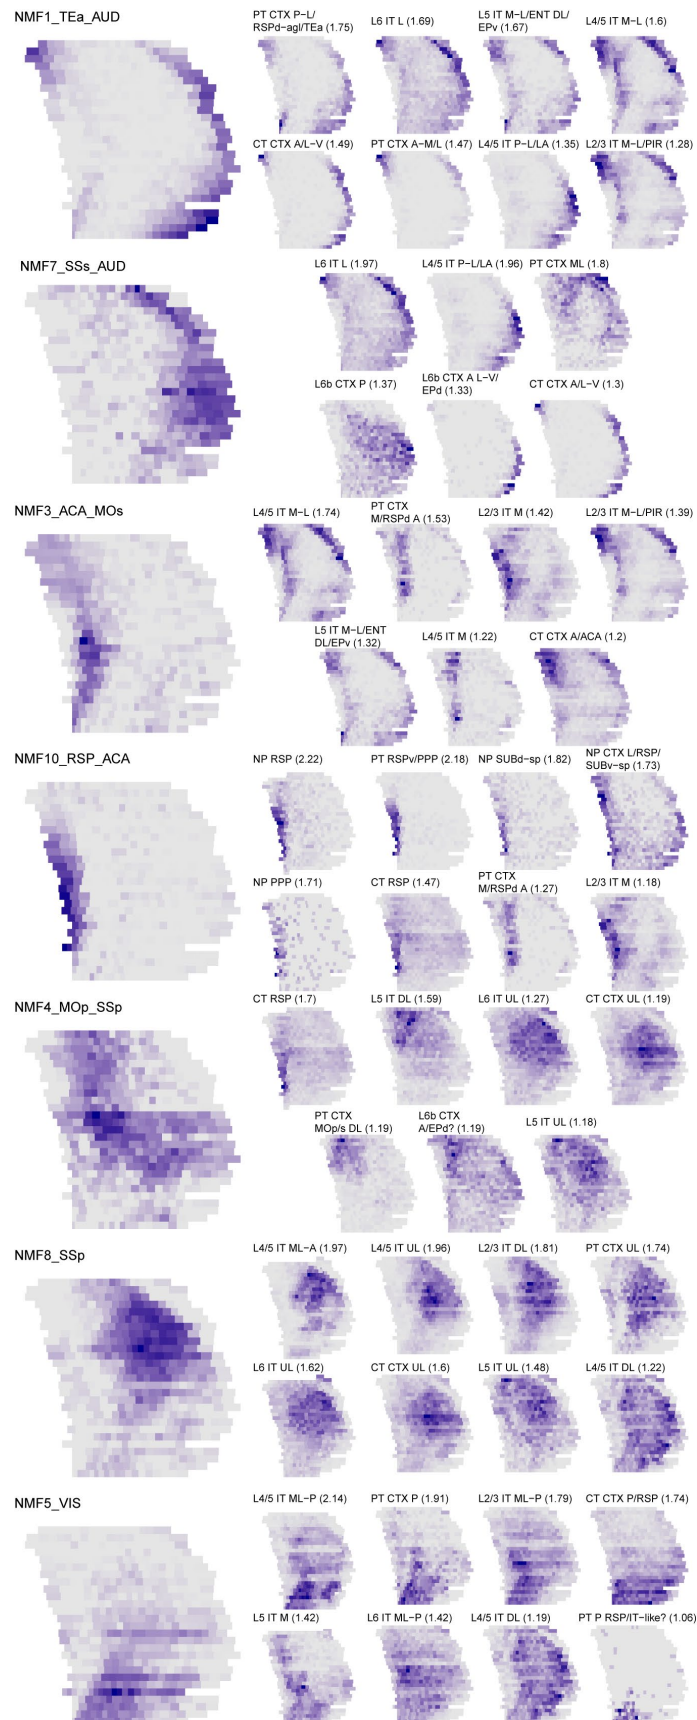 NMF1_TEa_AUD
PT CTX P−L/
RSPd−agl/TEa (1.75)
L6 IT L (1.69)
L5 IT M−L/ENT DL/
EPv (1.67)
L4/5 IT M−L (1.6)
CT CTX A/L−V (1.49)
PT CTX A−M/L (1.47)
L4/5 IT P−L/LA (1.35)
L2/3 IT M−L/PIR (1.28)
NMF7_SSs_AUD
L6 IT L (1.97)
L4/5 IT P−L/LA (1.96)
PT CTX ML (1.8)
L6b CTX P (1.37)
L6b CTX A L−V/
EPd (1.33)
CT CTX A/L−V (1.3)
NMF3_ACA_MOs
L4/5 IT M−L (1.74)
PT CTX
M/RSPd A (1.53)
L2/3 IT M (1.42)
L2/3 IT M−L/PIR (1.39)
L5 IT M−L/ENT
DL/EPv (1.32)
L4/5 IT M (1.22)
CT CTX A/ACA (1.2)
NMF10_RSP_ACA
NP RSP (2.22)
PT RSPv/PPP (2.18)
NP SUBd−sp (1.82)
NP CTX L/RSP/
SUBv−sp (1.73)
NP PPP (1.71)
CT RSP (1.47)
PT CTX
M/RSPd A (1.27)
L2/3 IT M (1.18)
NMF4_MOp_SSp
CT RSP (1.7)
L5 IT DL (1.59)
L6 IT UL (1.27)
CT CTX UL (1.19)
PT CTX
MOp/s DL (1.19)
L6b CTX
A/EPd? (1.19)
L5 IT UL (1.18)
NMF8_SSp
L4/5 IT ML−A (1.97)
L4/5 IT UL (1.96)
L2/3 IT DL (1.81)
PT CTX UL (1.74)
L6 IT UL (1.62)
CT CTX UL (1.6)
L5 IT UL (1.48)
L4/5 IT DL (1.22)
NMF5_VIS
L4/5 IT ML−P (2.14)
PT CTX P (1.91)
L2/3 IT ML−P (1.79)
CT CTX P/RSP (1.74)
L5 IT M (1.42)
L6 IT ML−P (1.42)
L4/5 IT DL (1.19)
PT P RSP/IT−like? (1.06)